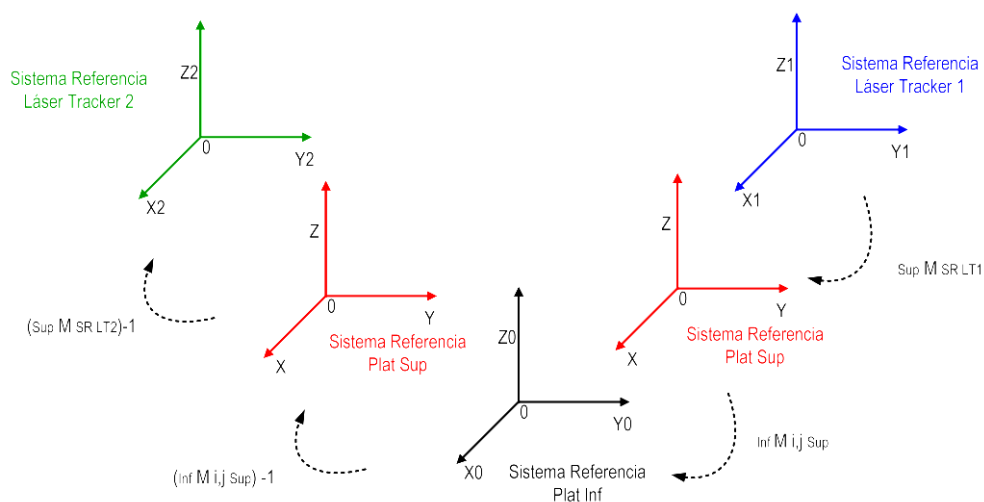 Sistema Referencia
Láser Tracker 2
Z2
0
Y2
X2
Sistema Referencia
Láser Tracker 1
Z1
0
Y1
X1
(Sup M SR LT2)-1
Z
0
Y
X
Sistema Referencia
Plat Sup
Z
0
Y
X
Sistema Referencia
Plat Sup
Sup M SR LT1
Z0
0
Y0
X0
Sistema Referencia
Plat Inf
(Inf M i,j Sup) -1
Inf M i,j Sup